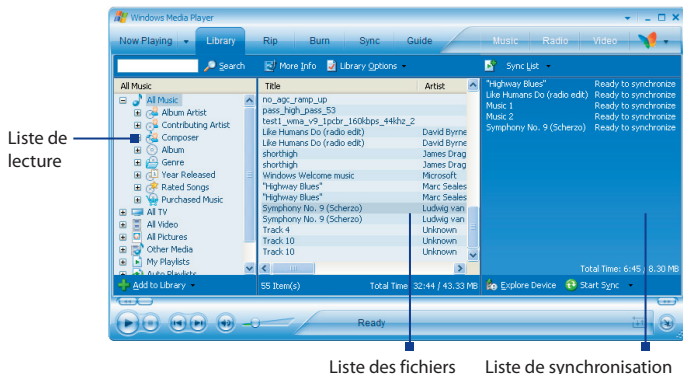 Windows Media Player
Now Playing Library Rip Burn Sync Guide Music Radio Video
Search More Info Library Options Sync List
All Music
All Music
Album Artist
Contributing Artist
Composer
Album
Genre
Year Released
Rated Songs
Purchased Music
All TV
All Video
All Pictures
Other Media
My Playlists
Auto Playlists
Title Artist
no_agc_ramp_up
pass_high_pass_53
test1_wma_v9_1pcbr_160kbps_44khz_2
Like Humans Do (radio edit) David Byrne
Like Humans Do (radio edit) David Byrne
shorthigh James Drag
shorthigh James Drag
Windows Welcome music Microsoft
"Highway Blues" Marc Seales
"Highway Blues" Marc Seales
Symphony No. 9 (Scherzo) Ludwig van
Symphony No. 9 (Scherzo) Ludwig van
Track 4 Unknown
Track 10 Unknown
Track 10 Unknown
"Highway Blues" Ready to synchronize
Like Humans Do (radio edit) Ready to synchronize
Music 1 Ready to synchronize
Music 2 Ready to synchronize
Symphony No. 9 (Scherzo) Ready to synchronize
Total Time: 6:45 / 8.30 MB
Add to Library 55 Item(s) Total Time: 32:44 / 43.33 MB Explore Device Start Sync
Ready
Liste de
lecture
Liste des fichiers
Liste de synchronisation